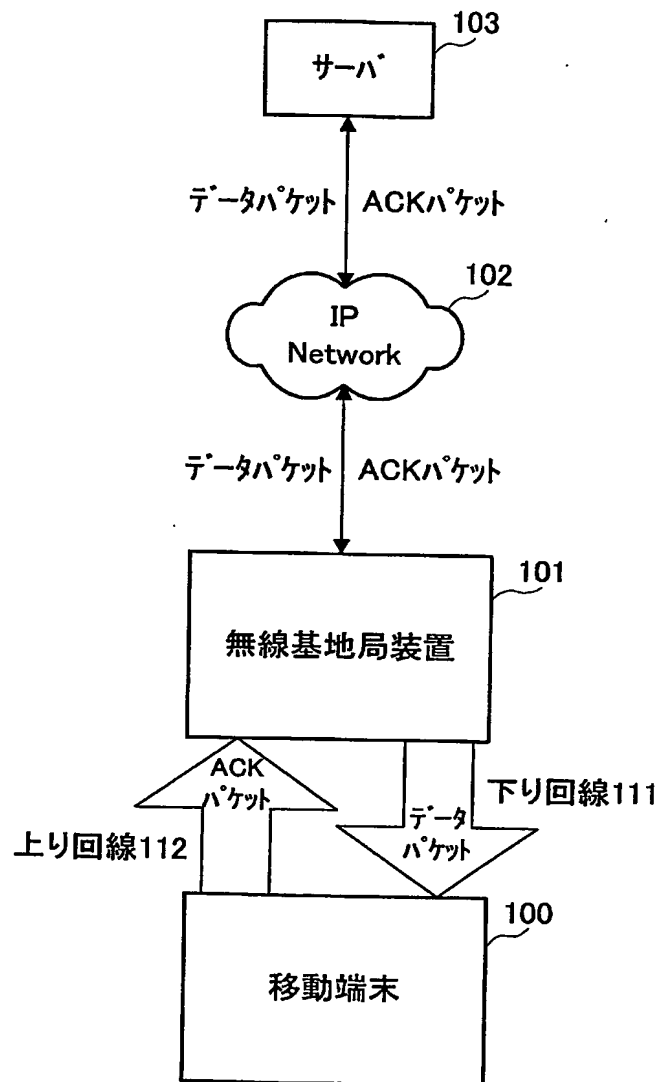 103
サーバ
データパケット ACKパケット
102
IP
Network
データパケット ACKパケット
101
無線基地局装置
ACK
パケット
下り回線111
データ
パケット
上り回線112
100
移動端末